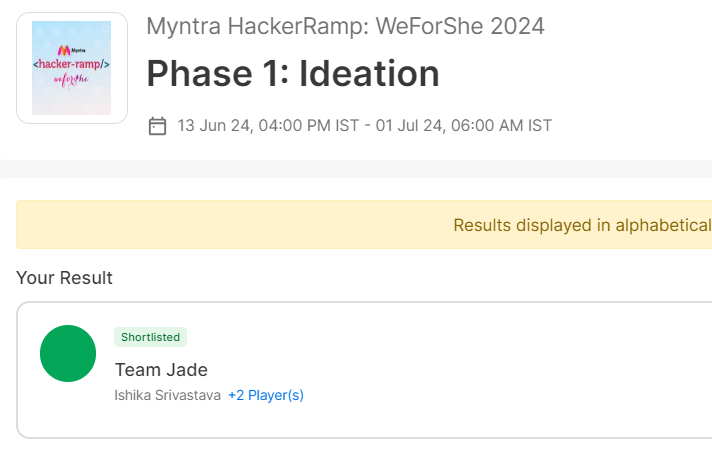 Myntra HackerRamp: WeForShe 2024
Myntra
<hacker-ramp/>
weforshe
Phase 1: Ideation
13 Jun 24, 04:00 PM IST - 01 Jul 24, 06:00 AM IST
Results displayed in alphabetical
Your Result
Shortlisted
Team Jade
Ishika Srivastava +2 Player(s)